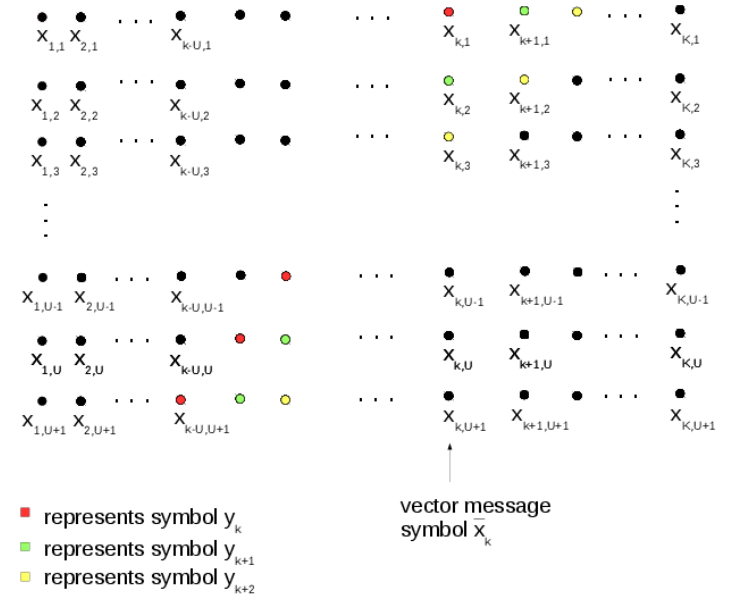 . . . . . .
x1,1 x2,1 xk-U,1 xk,1 xk+1,1 xK,1
. . . . . . . . .
x1,2 x2,2 xk-U,2 xk,2 xk+1,2 xK,2
. . . . . . . . .
x1,3 x2,3 xk-U,3 xk,3 xk+1,3 xK,3
. . . . . . . . .
x1,U-1 x2,U-1 xk-U,U-1 xk,U-1 xk+1,U-1 xK,U-1
. . . . . . . . .
x1,U x2,U xk-U,U xk,U xk+1,U xK,U
. . . . . . . . .
x1,U+1 x2,U+1 xk-U,U+1 xk,U+1 xk+1,U+1 xK,U+1
vector message
symbol x̄k
represents symbol yk
represents symbol yk+1
represents symbol yk+2